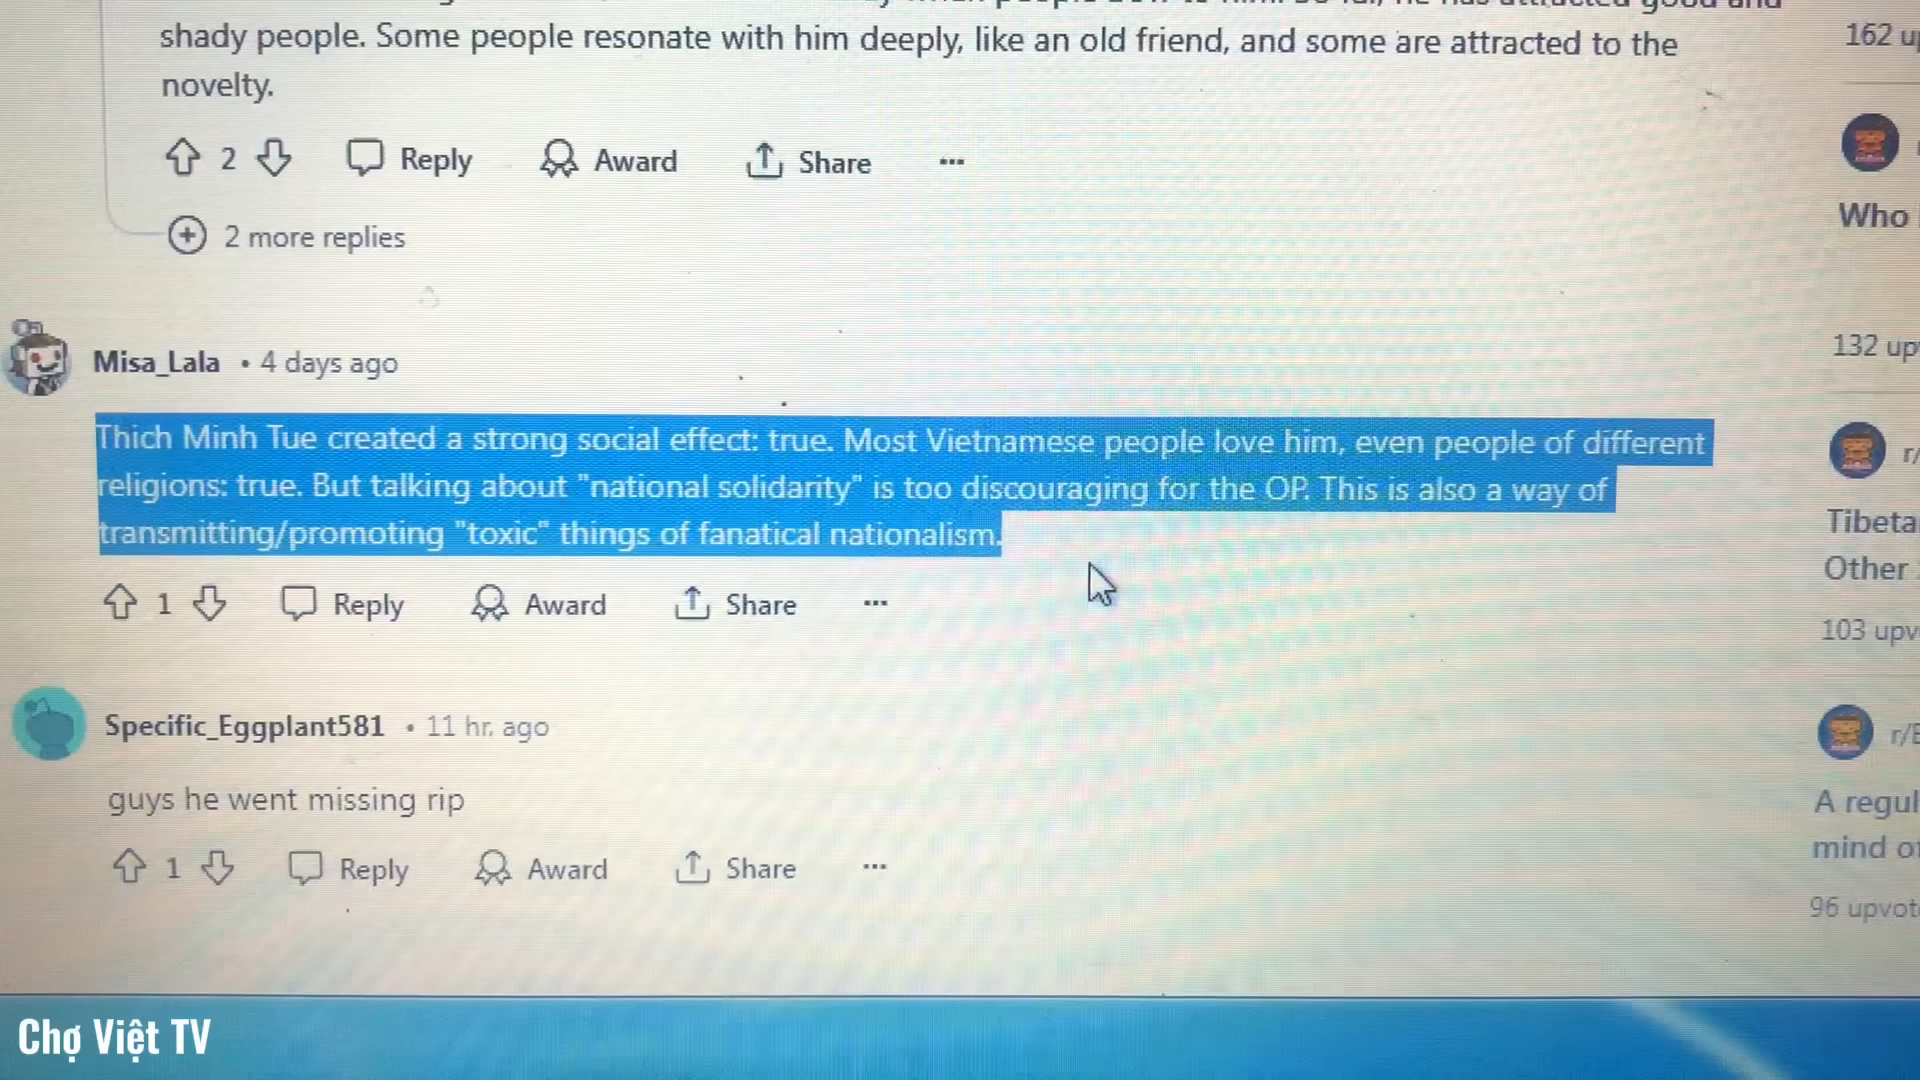 shady people. Some people resonate with him deeply, like an old friend, and some are attracted to the
novelty.
2 Reply Award Share ...
2 more replies
Misa_Lala • 4 days ago
Thich Minh Tue created a strong social effect: true. Most Vietnamese people love him, even people of different
religions: true. But talking about "national solidarity" is too discouraging for the OP. This is also a way of
transmitting/promoting "toxic" things of fanatical nationalism.
1 Reply Award Share ...
Specific_Eggplant581 • 11 hr. ago
guys he went missing rip
1 Reply Award Share ...
162 up
Who
132 up
r/
Tibeta
Other
103 upv
r/B
A regul
mind of
96 upvot
Chợ Việt TV